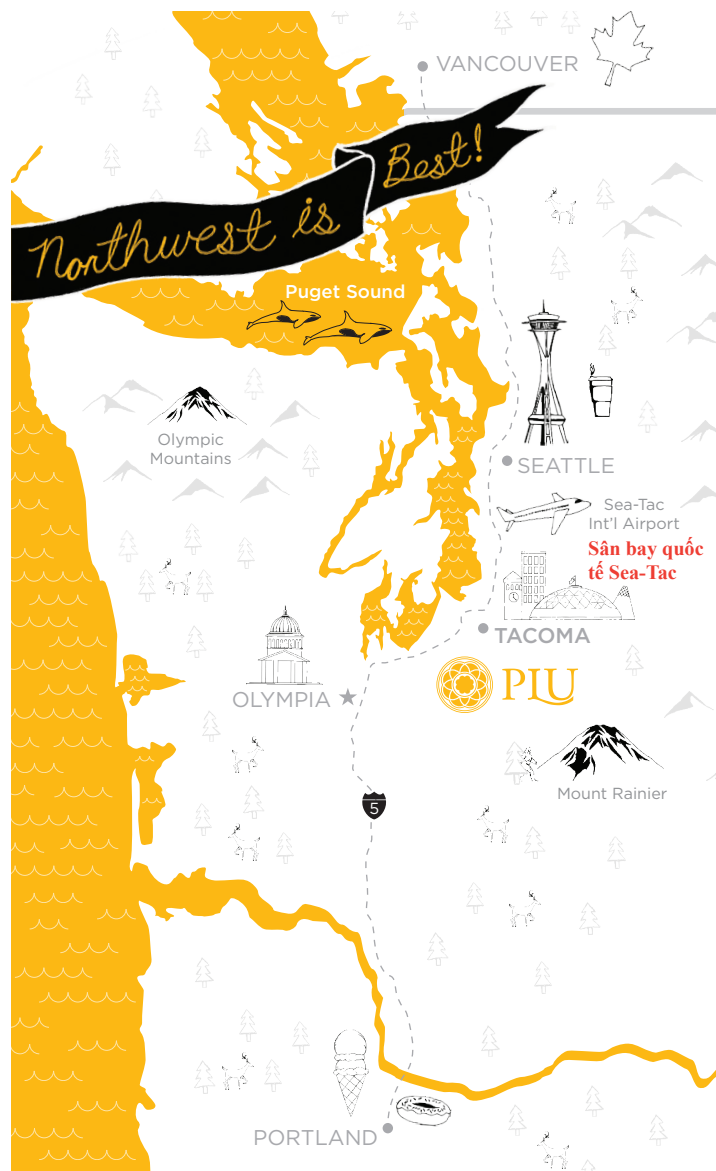 VANCOUVER
Northwest is Best!
Puget Sound
Olympic
Mountains
SEATTLE
Sea-Tac
Int'l Airport
Sân bay quốc
tế Sea-Tac
TACOMA
OLYMPIA
PLU
Mount Rainier
5
PORTLAND